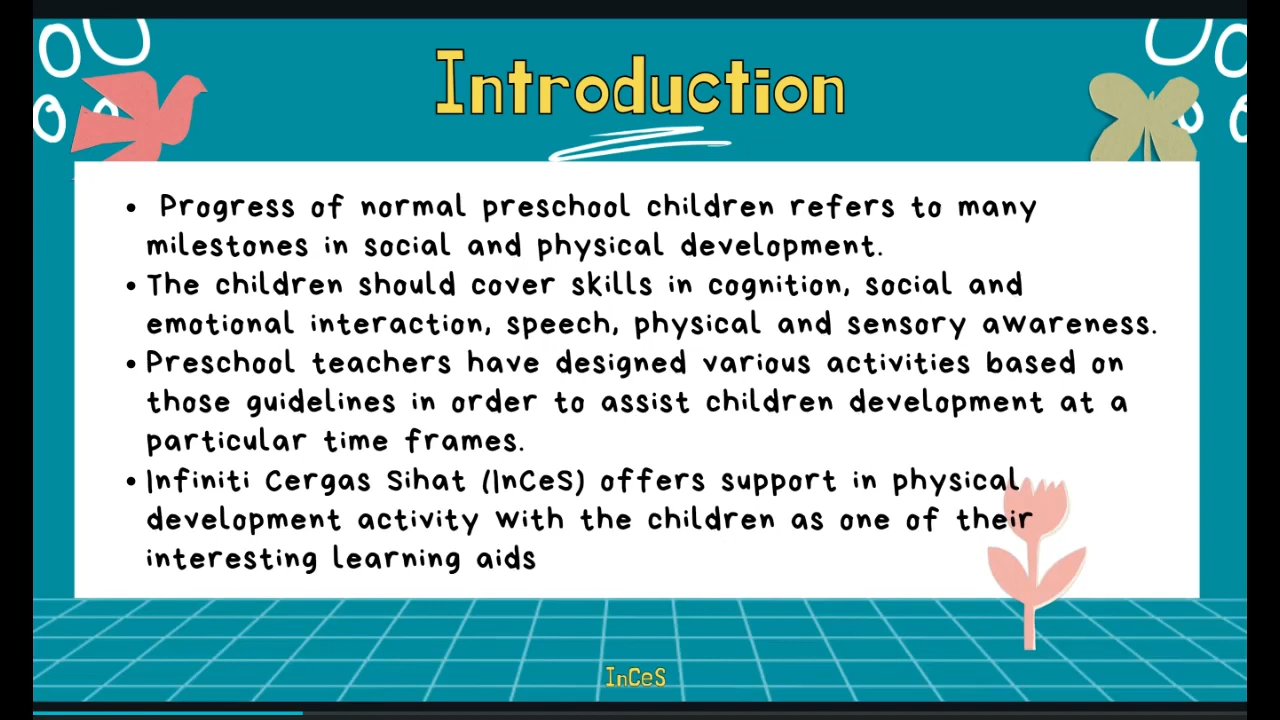 Introduction
• Progress of normal preschool children refers to many
milestones in social and physical development.
• The children should cover skills in cognition, social and
emotional interaction, speech, physical and sensory awareness.
• Preschool teachers have designed various activities based on
those guidelines in order to assist children development at a
particular time frames.
• Infiniti Cergas Sihat (InCeS) offers support in physical
development activity with the children as one of their
interesting learning aids
InCeS